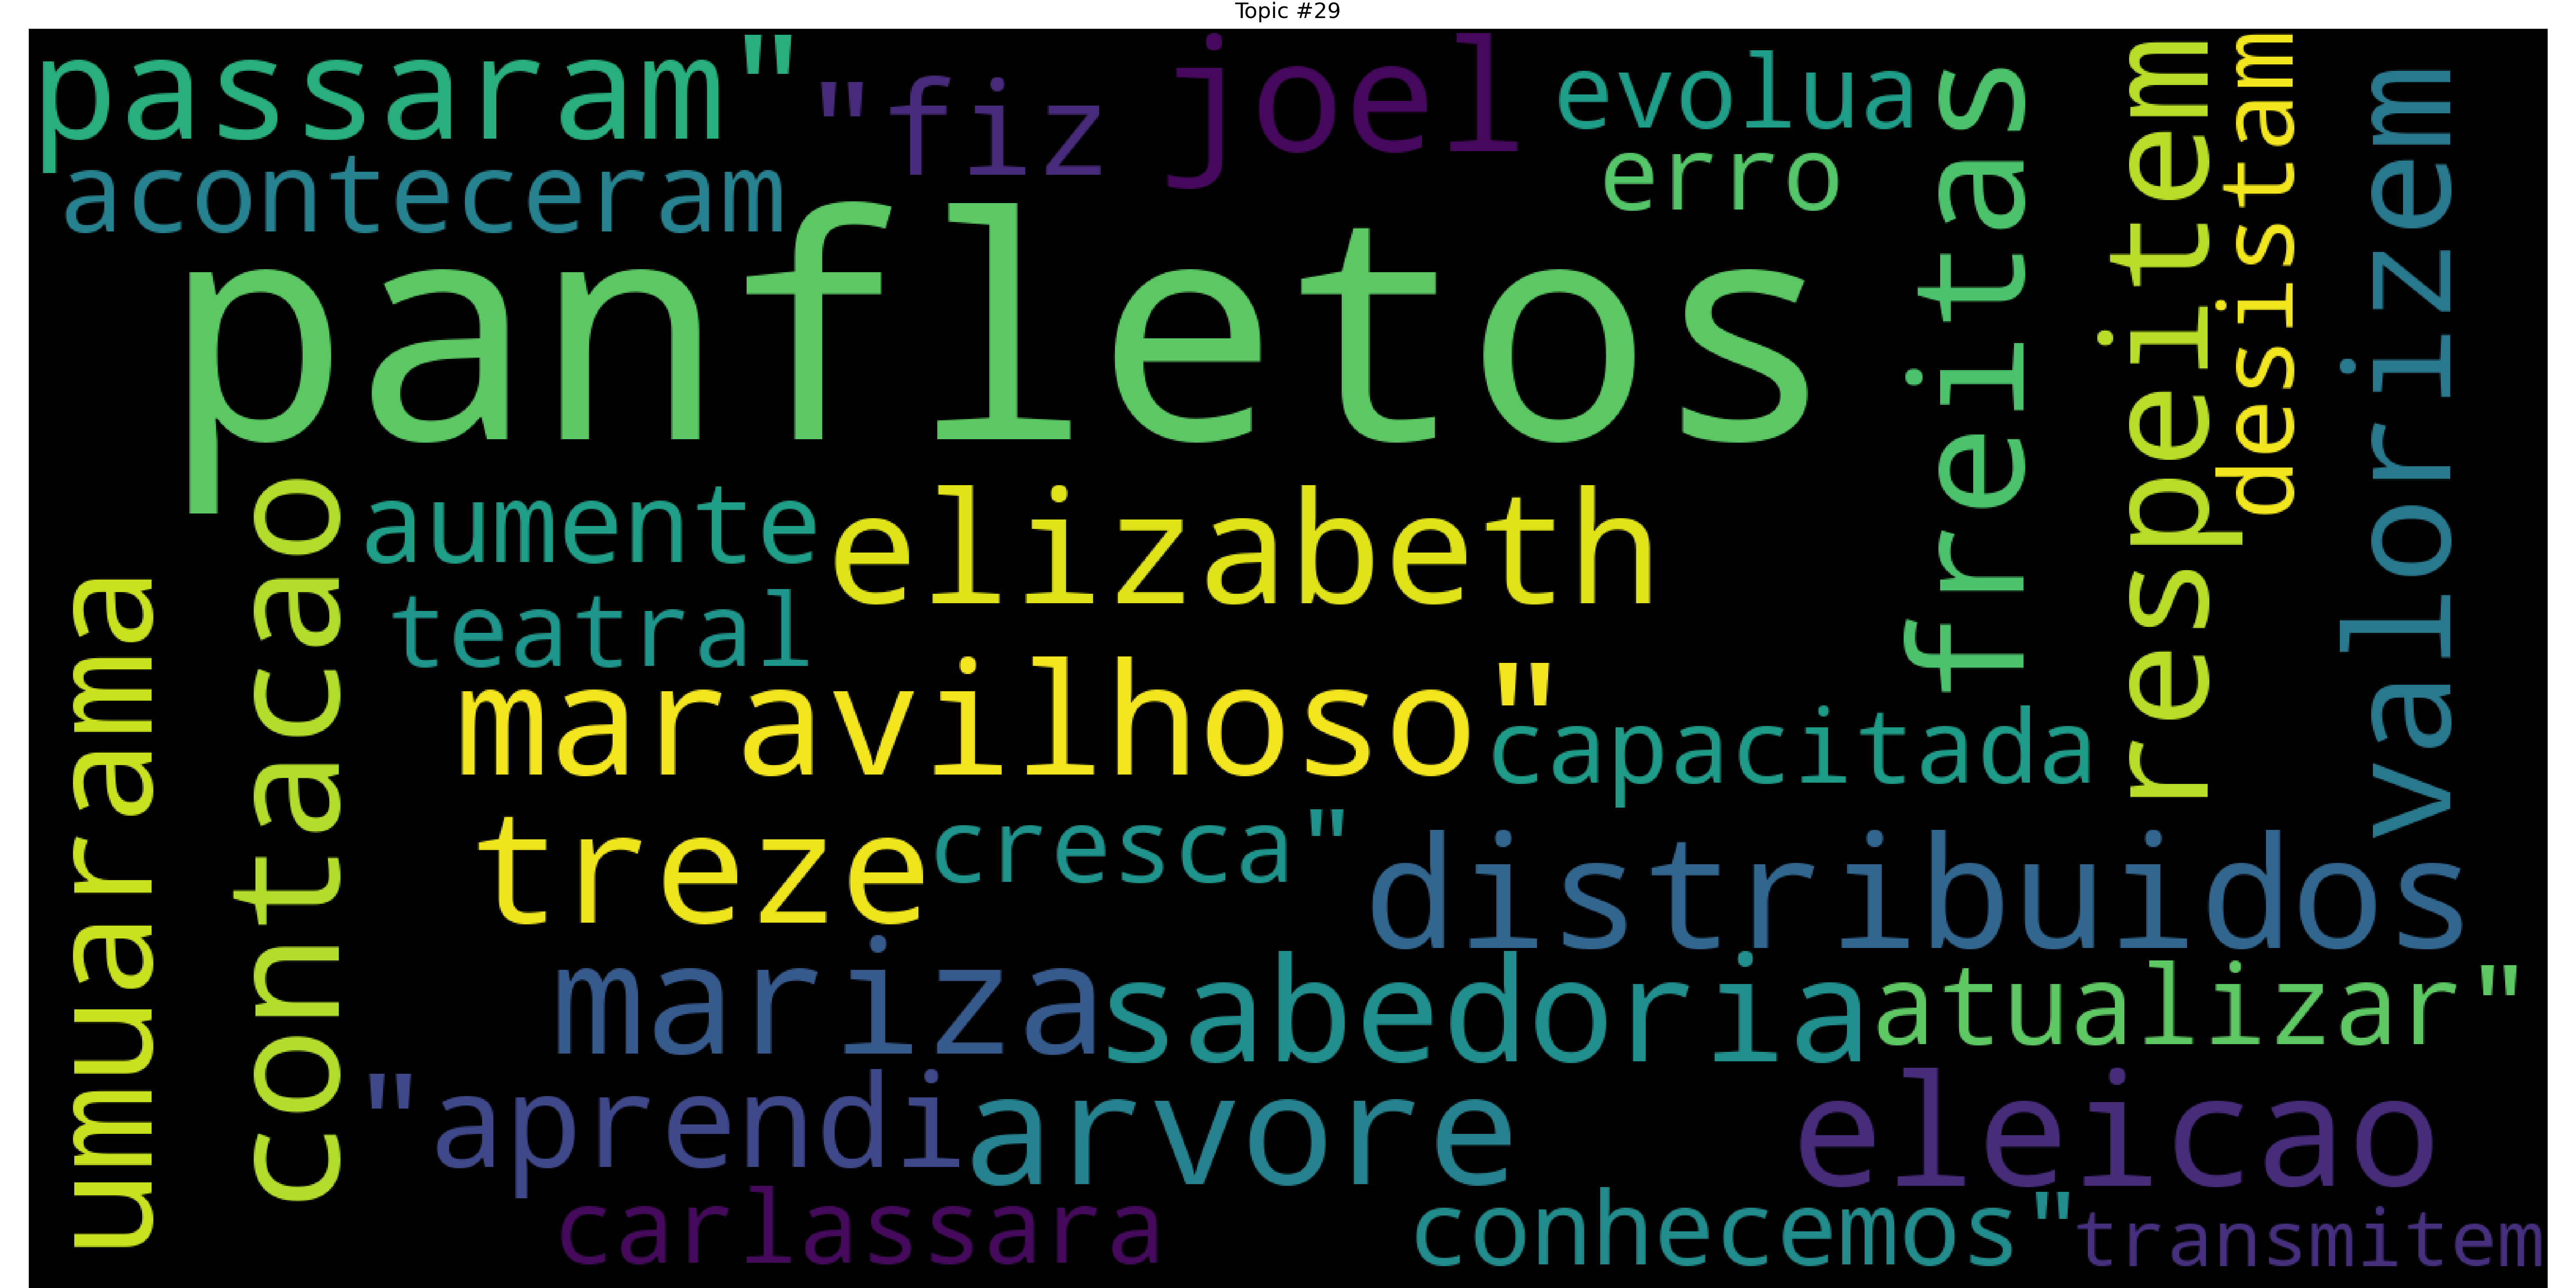 Topic #29
passaram"
"fiz
joel
evolua
erro
aconteceram
panfletos
freitas
respeitem
desistam
valorizem
aumente
elizabeth
teatral
maravilhoso"
capacitada
umuarama
contacao
treze
cresca"
distribuidos
mariza
sabedoria
atualizar"
"aprendi
arvore
eleicao
carlassara
conhecemos"
transmitem